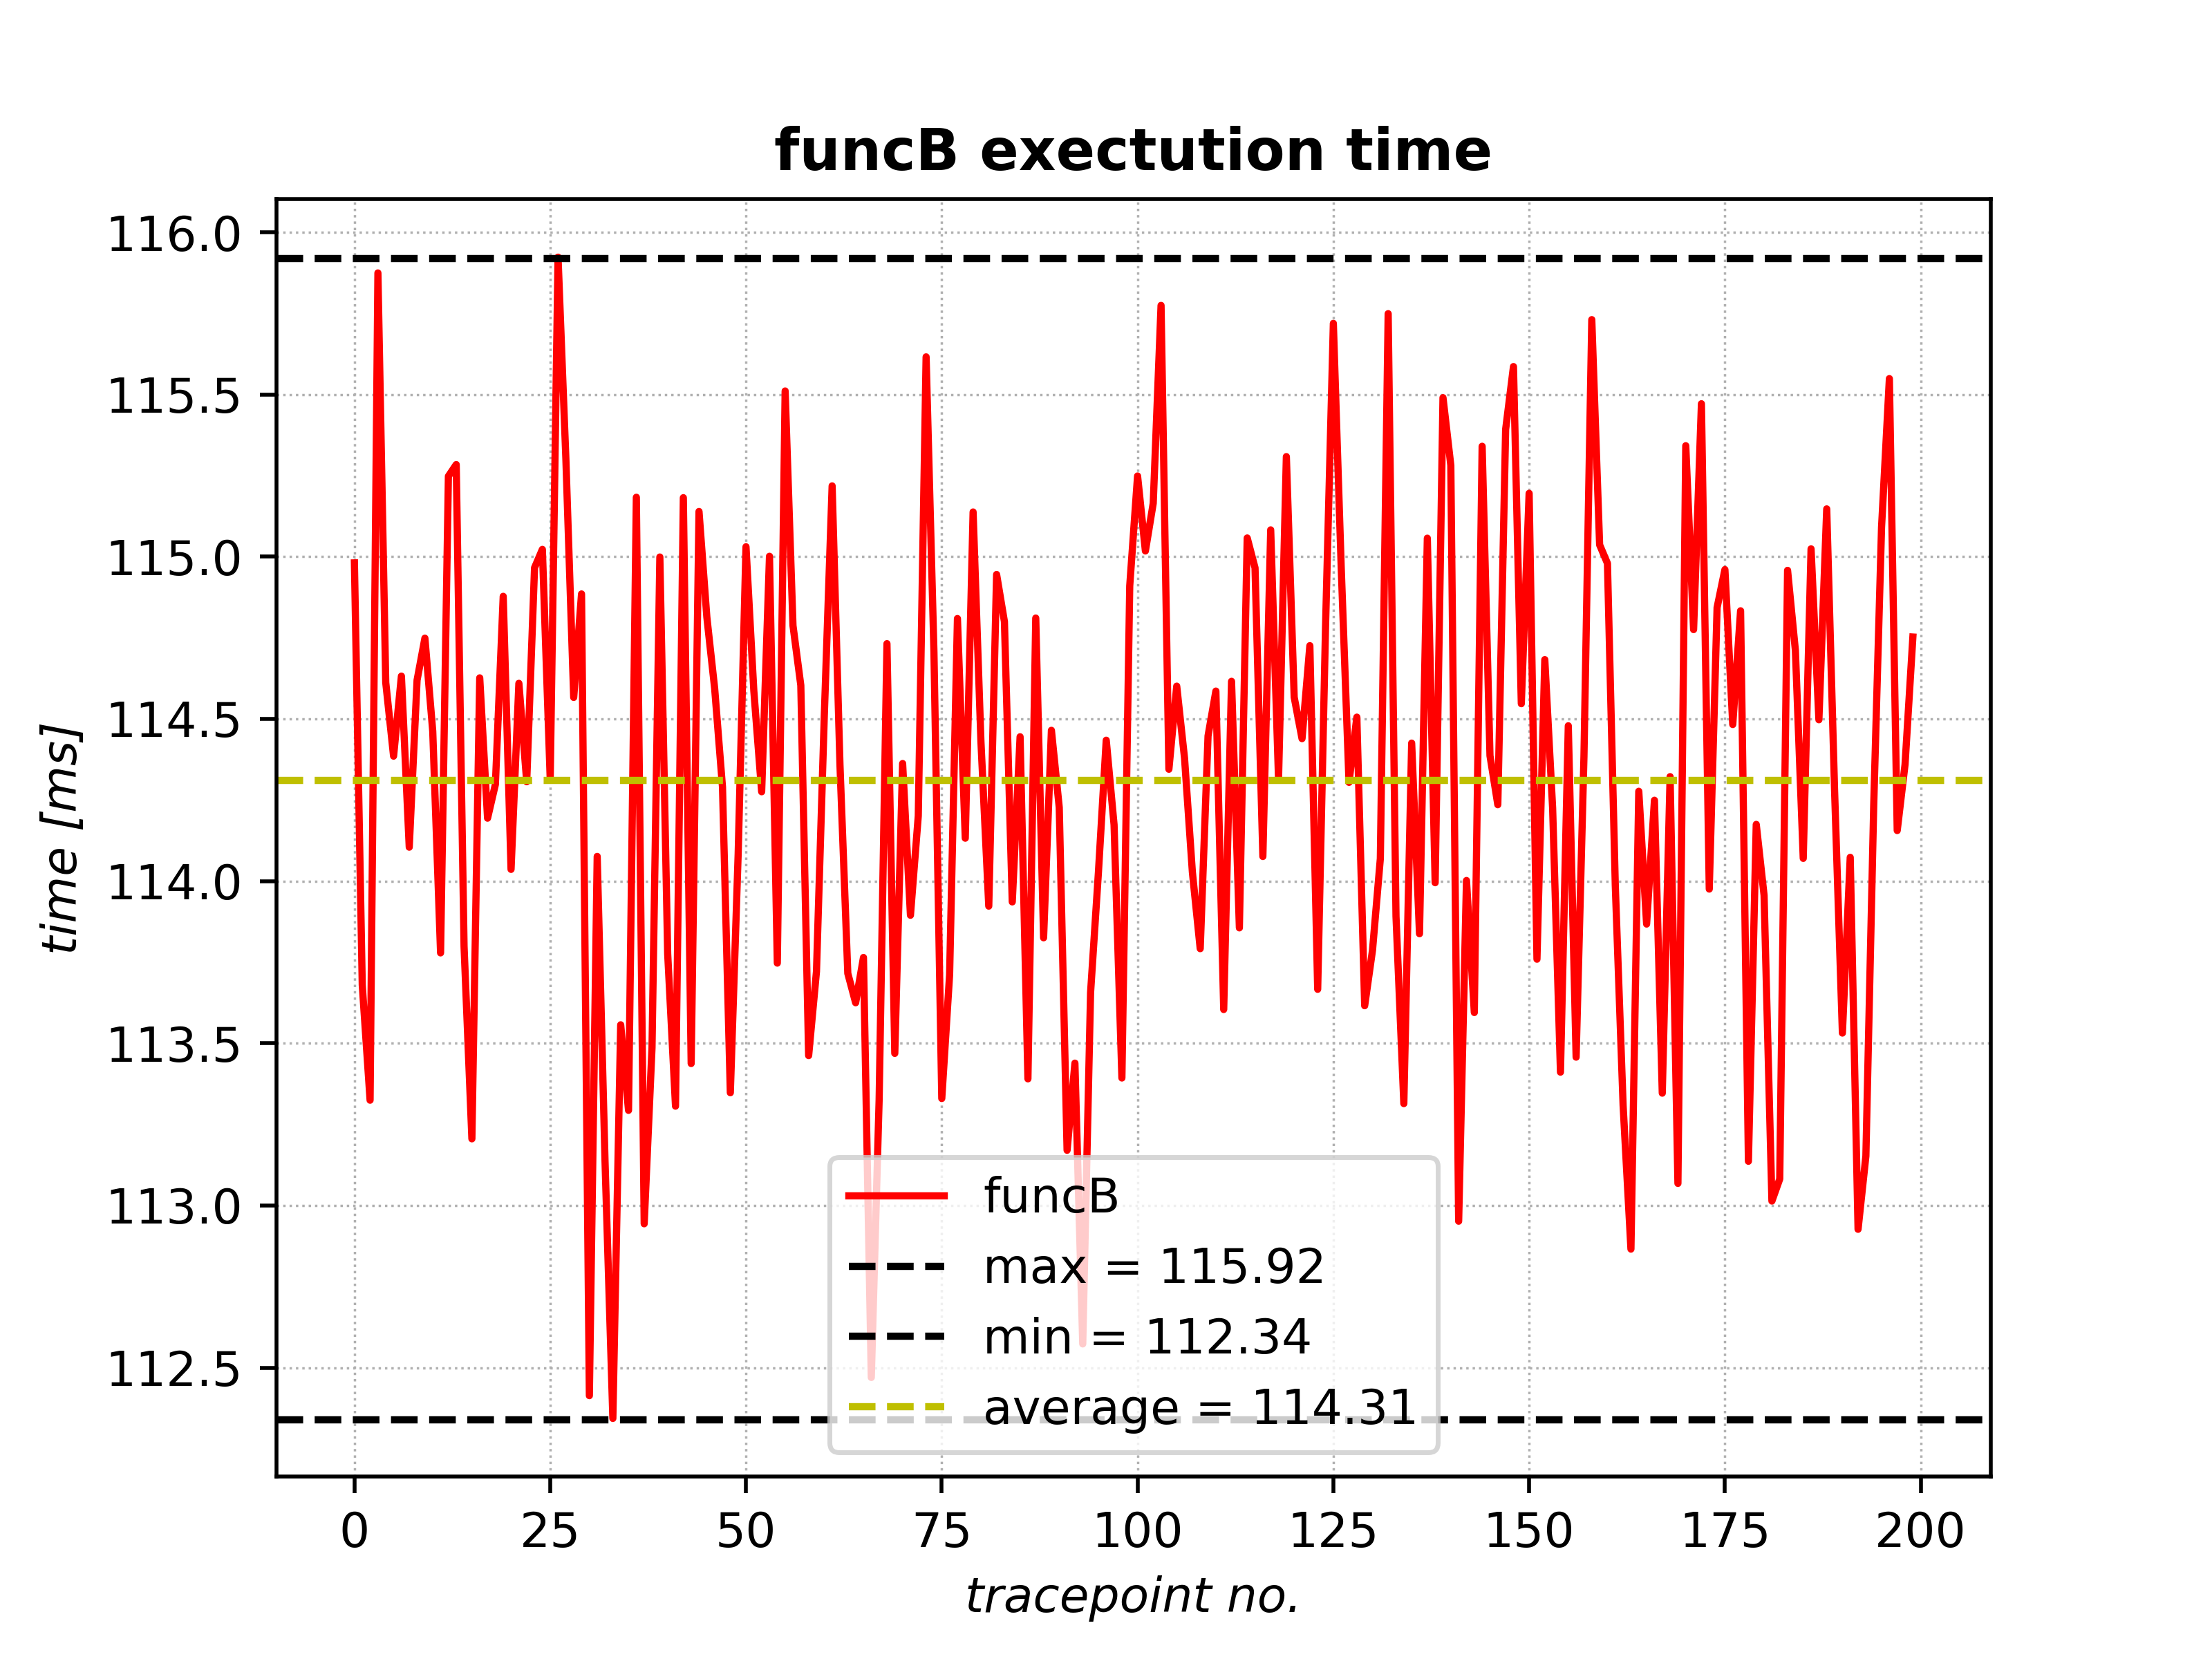 funcB exectution time
116.0
115.5
115.0
114.5
114.0
113.5
113.0
112.5
time [ms]
funcB
max = 115.92
min = 112.34
average = 114.31
0 25 50 75 100 125 150 175 200
tracepoint no.